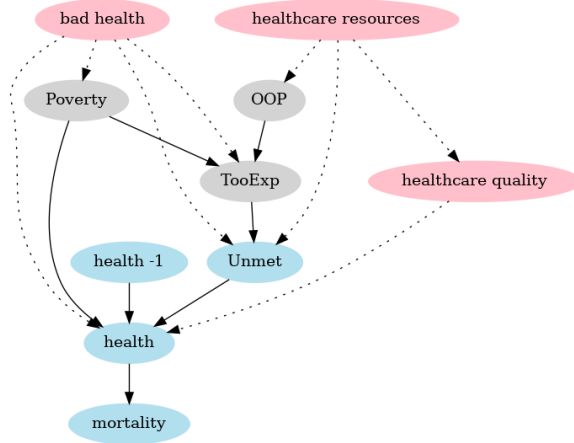 bad health
healthcare resources
Poverty
OOP
TooExp
healthcare quality
health -1
Unmet
health
mortality